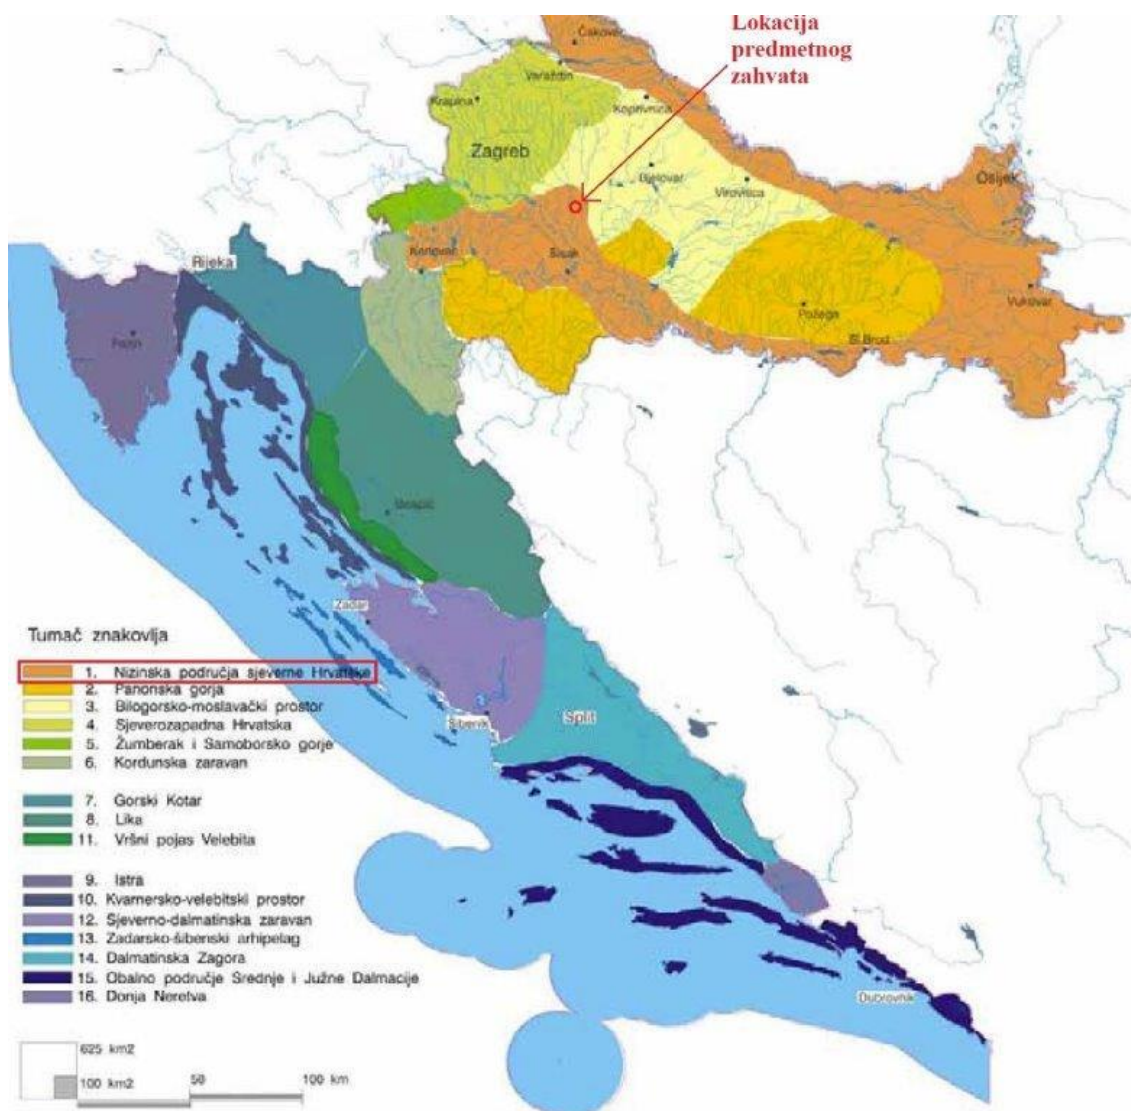 Lokacija
predmetnog
zahvata
Čakovec
Varaždin
Krapina
Koprivnica
Zagreb
Bjelovar
Virovitica
Osijek
Karlovac
Sisak
Rijeka
Vukovar
Požega
Sl.Brod
Pazin
Gospić
Zadar
Šibenik
Split
Dubrovnik
Tumač znakovlja
1. Nizinska područja sjeverne Hrvatske
2. Panonska gorja
3. Bilogorsko-moslavački prostor
4. Sjeverozapadna Hrvatska
5. Žumberak i Samoborsko gorje
6. Kordunska zaravan
7. Gorski Kotar
8. Lika
11. Vršni pojas Velebita
9. Istra
10. Kvarnersko-velebitski prostor
12. Sjeverno-dalmatinska zaravan
13. Zadarsko-šibenski arhipelag
14. Dalmatinska Zagora
15. Obalno područje Srednje i Južne Dalmacije
16. Donja Neretva
625 km2
100 km2
50
100 km